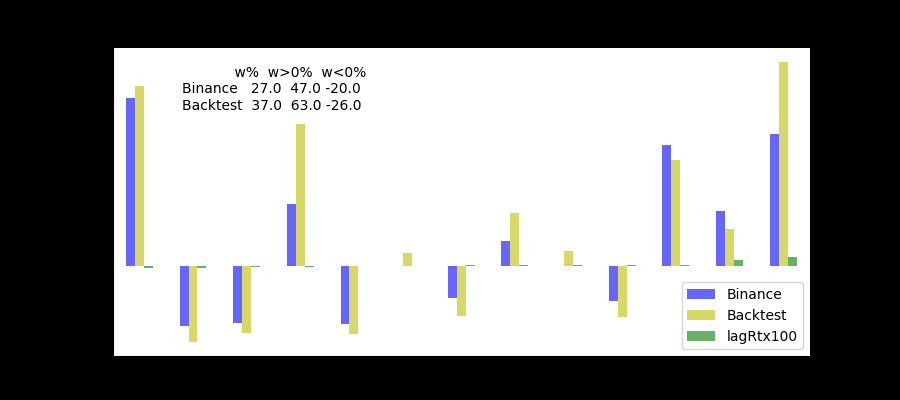 w%  w>0%  w<0%
Binance   27.0  47.0 -20.0
Backtest  37.0  63.0 -26.0
Binance
Backtest
lagRtx100